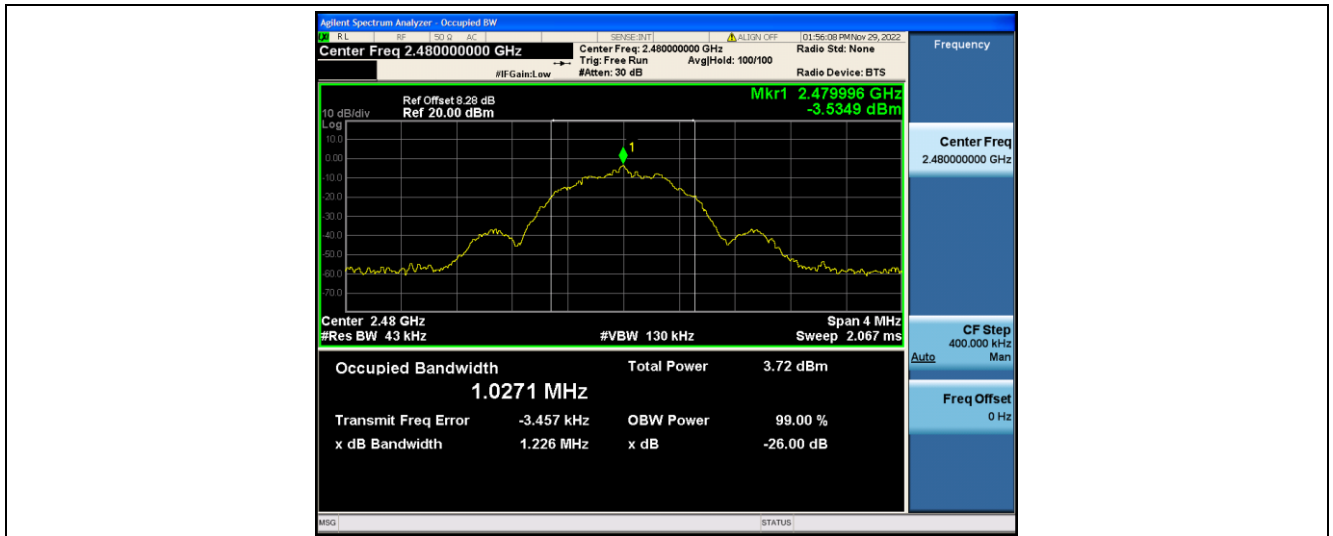 Agilent Spectrum Analyzer - Occupied BW
RL RF 50 Ω AC SENSE:INT ALIGN OFF 01:56:08 PM Nov 29, 2022
Center Freq 2.480000000 GHz
Center Freq: 2.480000000 GHz
Radio Std: None
Trig: Free Run Avg|Hold: 100/100
#IFGain:Low
#Atten: 30 dB
Radio Device: BTS
Frequency
Ref Offset 8.28 dB
Mkr1 2.479996 GHz
10 dB/div Ref 20.00 dBm
-3.5349 dBm
Log
10.0
0.00
-10.0
-20.0
-30.0
-40.0
-50.0
-60.0
-70.0
1
Center 2.48 GHz
Span 4 MHz
#Res BW 43 kHz
#VBW 130 kHz
Sweep 2.067 ms
Occupied Bandwidth
1.0271 MHz
Total Power 3.72 dBm
Transmit Freq Error -3.457 kHz
OBW Power 99.00 %
x dB Bandwidth 1.226 MHz
x dB -26.00 dB
Center Freq
2.480000000 GHz
CF Step
400.000 kHz
Auto Man
Freq Offset
0 Hz
MSG
STATUS